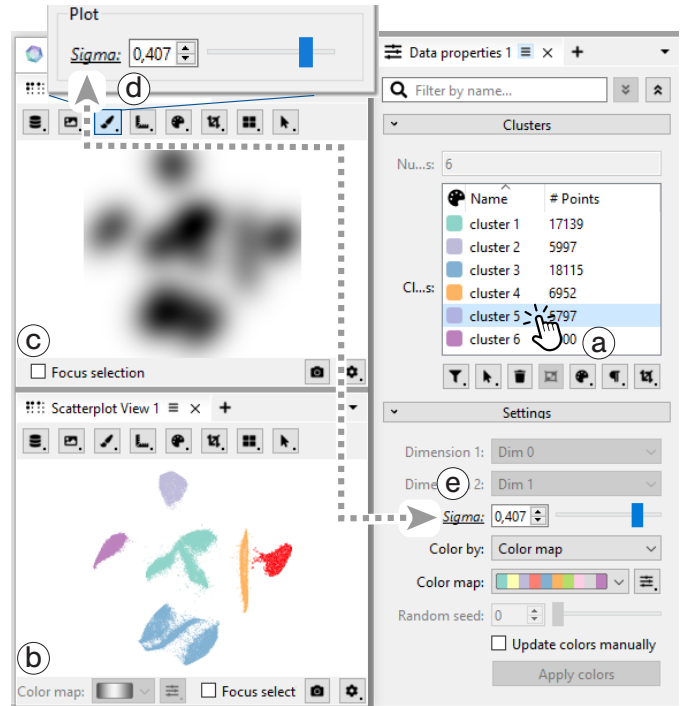 Plot
Sigma: 0,407
d
Data properties 1
Filter by name...
Clusters
Nu...s: 6
Name # Points
cluster 1 17139
cluster 2 5997
cluster 3 18115
Cl...s:
cluster 4 6952
cluster 5 5797
cluster 6 00
a
c
Focus selection
Scatterplot View 1
Settings
Dimension 1: Dim 0
Dime 2: Dim 1
e
Sigma: 0,407
Color by: Color map
Color map:
Random seed: 0
Update colors manually
Apply colors
b
Color map: Focus select